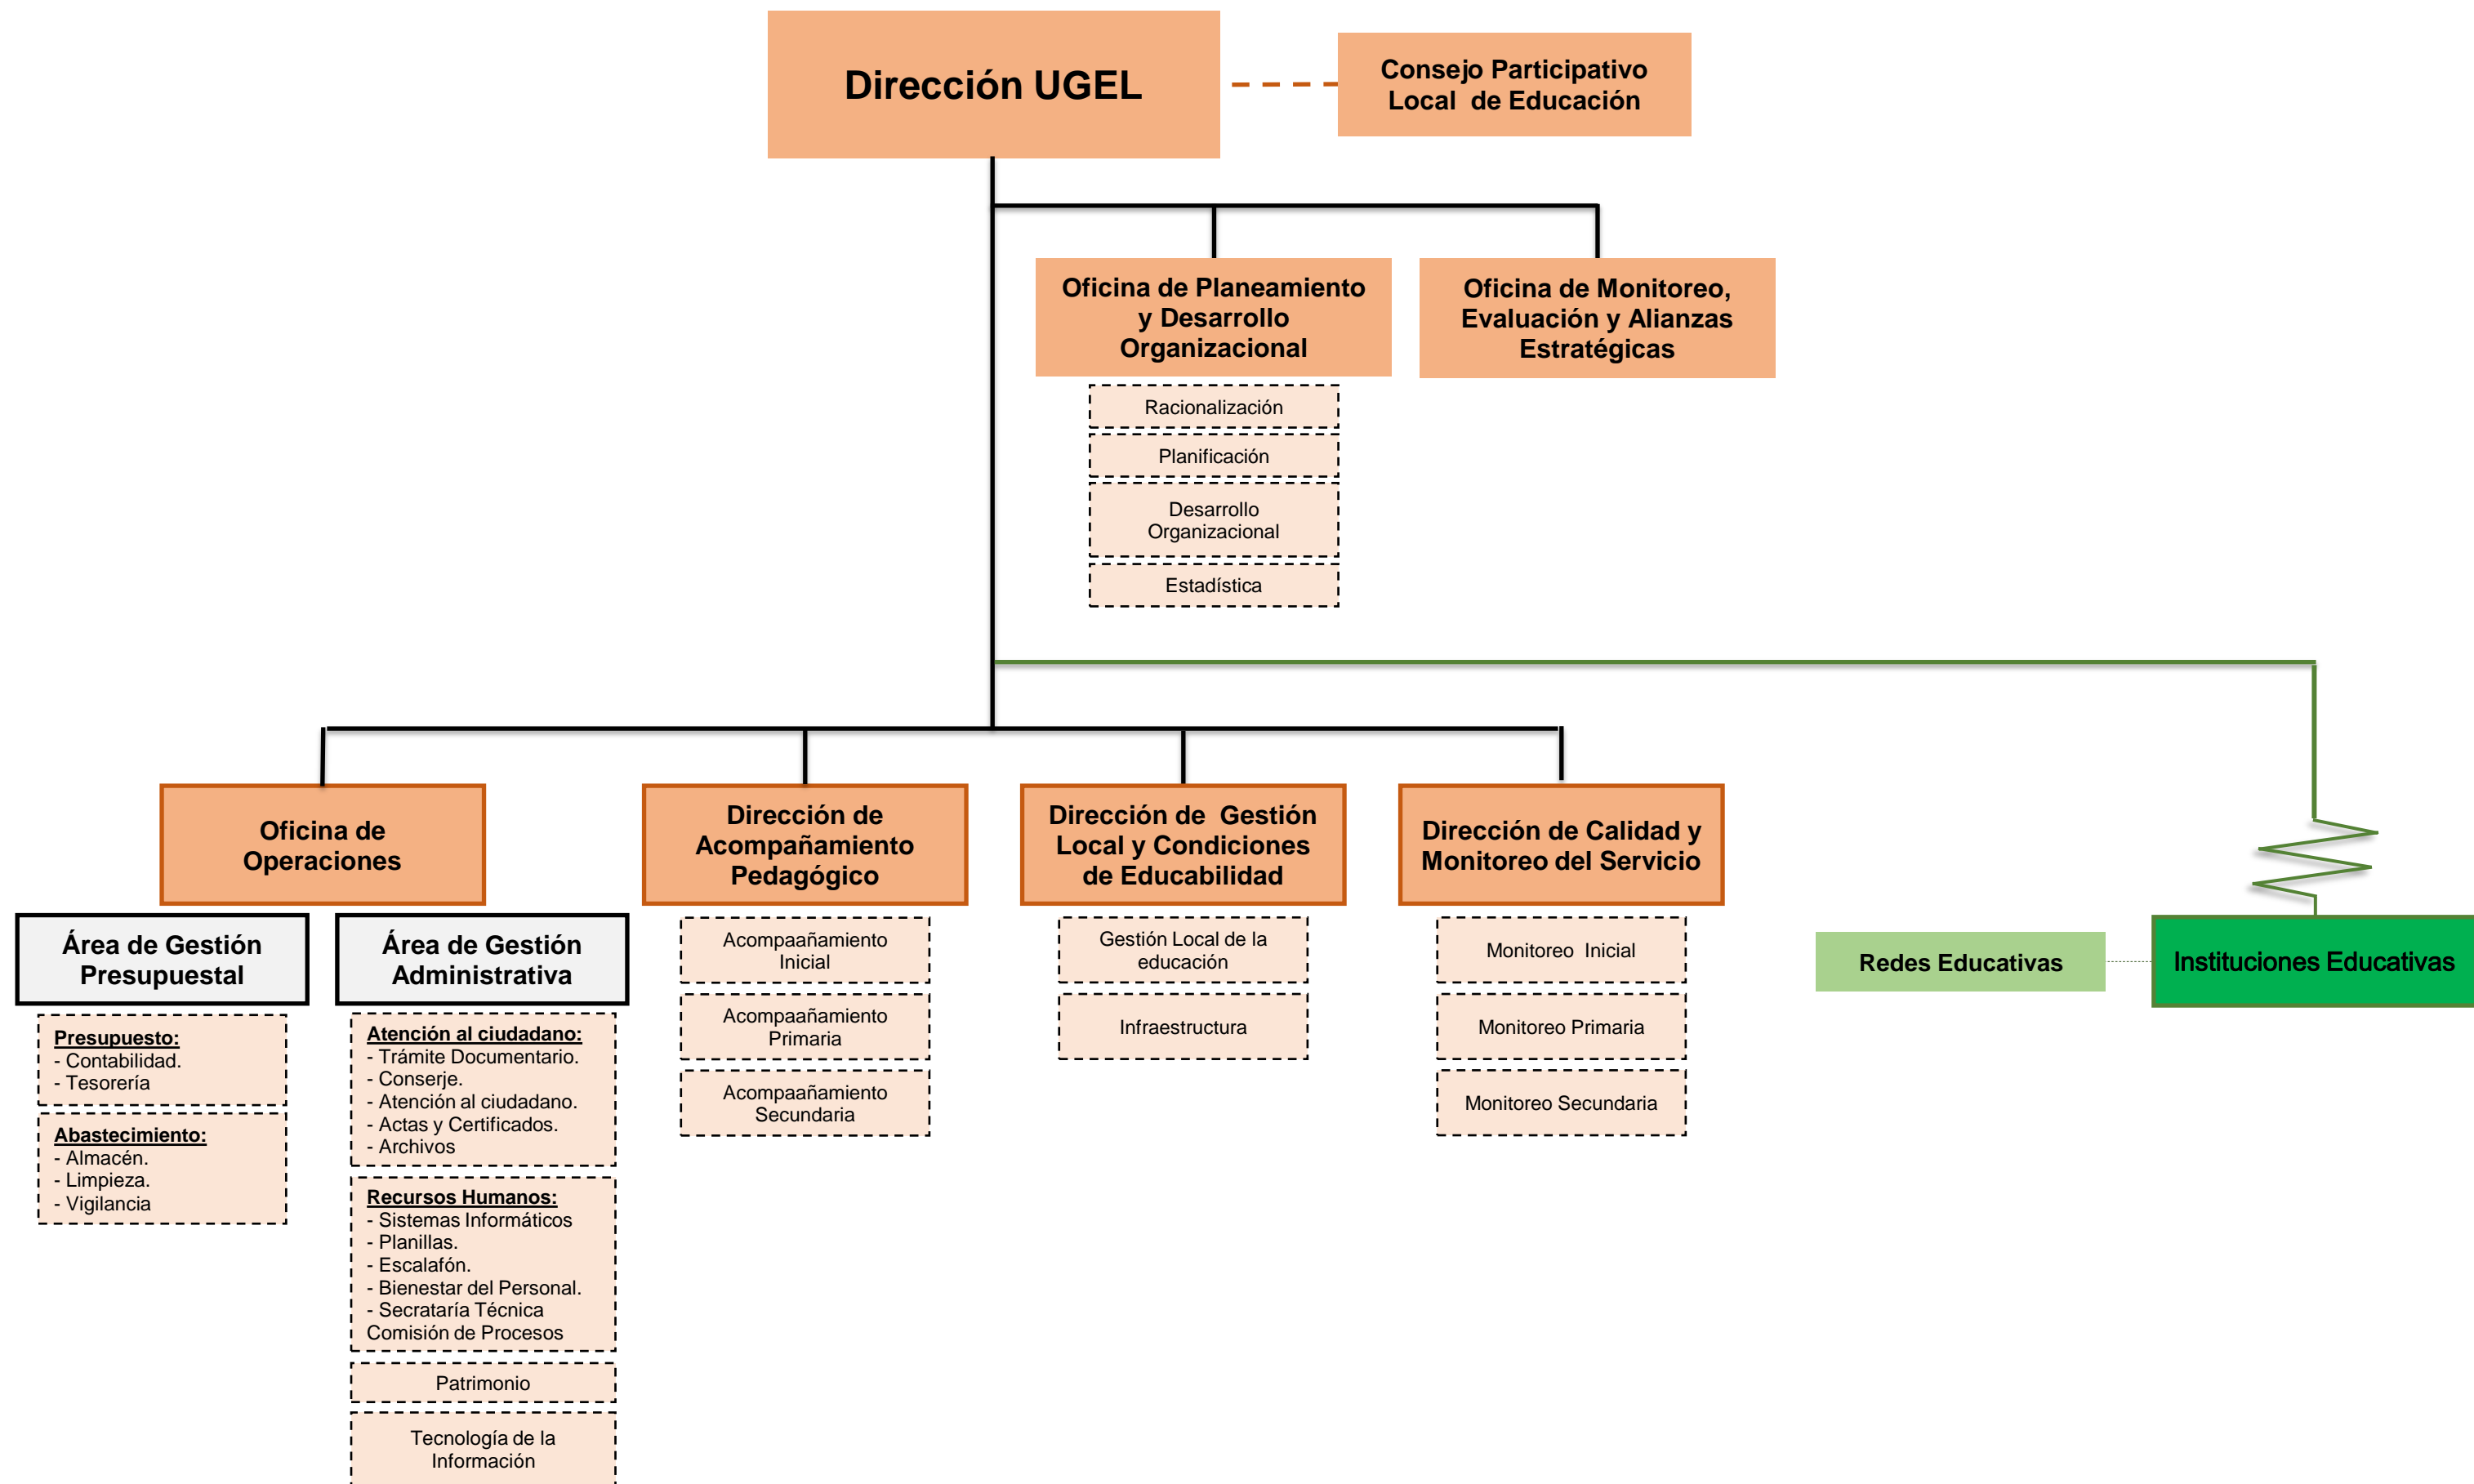 Dirección UGEL
Consejo Participativo
Local de Educación
Oficina de Planeamiento
y Desarrollo
Organizacional
Oficina de Monitoreo,
Evaluación y Alianzas
Estratégicas
Racionalización
Planificación
Desarrollo
Organizacional
Estadística
Oficina de
Operaciones
Dirección de
Acompañamiento
Pedagógico
Dirección de Gestión
Local y Condiciones
de Educabilidad
Dirección de Calidad y
Monitoreo del Servicio
Área de Gestión
Presupuestal
Área de Gestión
Administrativa
Presupuesto:
- Contabilidad.
- Tesorería
Abastecimiento:
- Almacén.
- Limpieza.
- Vigilancia
Atención al ciudadano:
- Trámite Documentario.
- Conserje.
- Atención al ciudadano.
- Actas y Certificados.
- Archivos
Recursos Humanos:
- Sistemas Informáticos
- Planillas.
- Escalafón.
- Bienestar del Personal.
- Secrataría Técnica
Comisión de Procesos
Patrimonio
Tecnología de la
Información
Acompaañamiento
Inicial
Acompaañamiento
Primaria
Acompaañamiento
Secundaria
Gestión Local de la
educación
Infraestructura
Monitoreo Inicial
Monitoreo Primaria
Monitoreo Secundaria
Redes Educativas
Instituciones Educativas